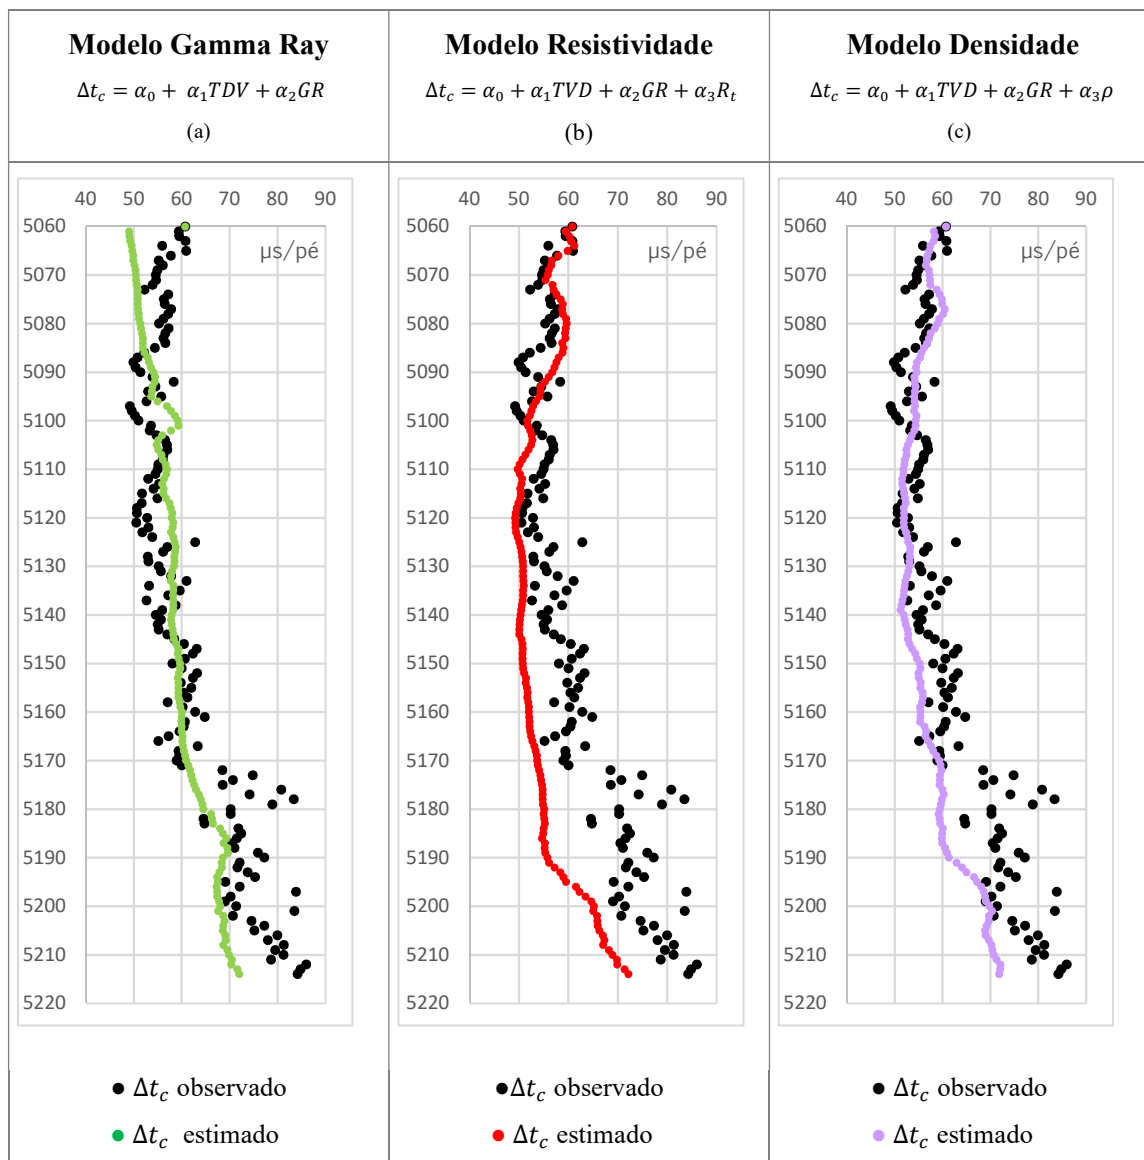 Modelo Gamma Ray
Δt_c = α_0 + α_1TDV + α_2GR
(a)
Modelo Resistividade
Δt_c = α_0 + α_1TVD + α_2GR + α_3R_t
(b)
Modelo Densidade
Δt_c = α_0 + α_1TVD + α_2GR + α_3ρ
(c)
40 50 60 70 80 90
µs/pé
5060
5070
5080
5090
5100
5110
5120
5130
5140
5150
5160
5170
5180
5190
5200
5210
5220
40 50 60 70 80 90
µs/pé
5060
5070
5080
5090
5100
5110
5120
5130
5140
5150
5160
5170
5180
5190
5200
5210
5220
40 50 60 70 80 90
µs/pé
5060
5070
5080
5090
5100
5110
5120
5130
5140
5150
5160
5170
5180
5190
5200
5210
5220
Δt_c observado
Δt_c estimado
Δt_c observado
Δt_c estimado
Δt_c observado
Δt_c estimado